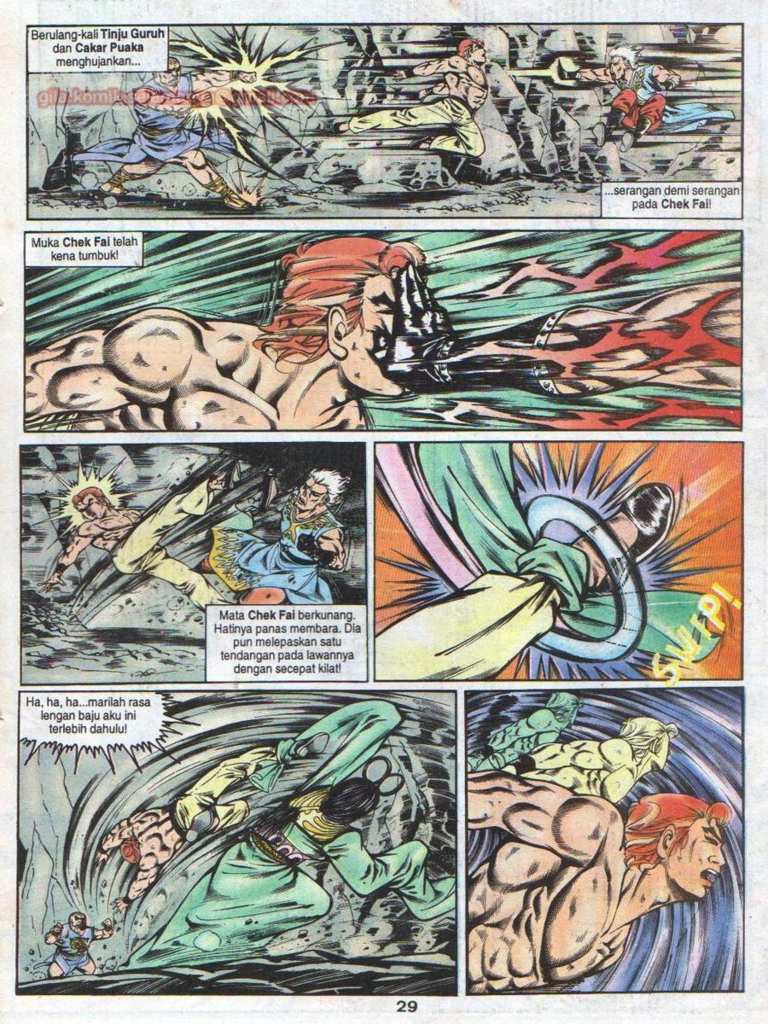 Berulang-kali Tinju Guruh
dan Cakar Puaka
menghujankan...
...serangan demi serangan
pada Chek Fai!
Muka Chek Fai telah
kena tumbuk!
Mata Chek Fai berkunang.
Hatinya panas membara. Dia
pun melepaskan satu
tendangan pada lawannya
dengan secepat kilat!
SWIP!
Ha, ha, ha...marilah rasa
lengan baju aku ini
terlebih dahulu!
29